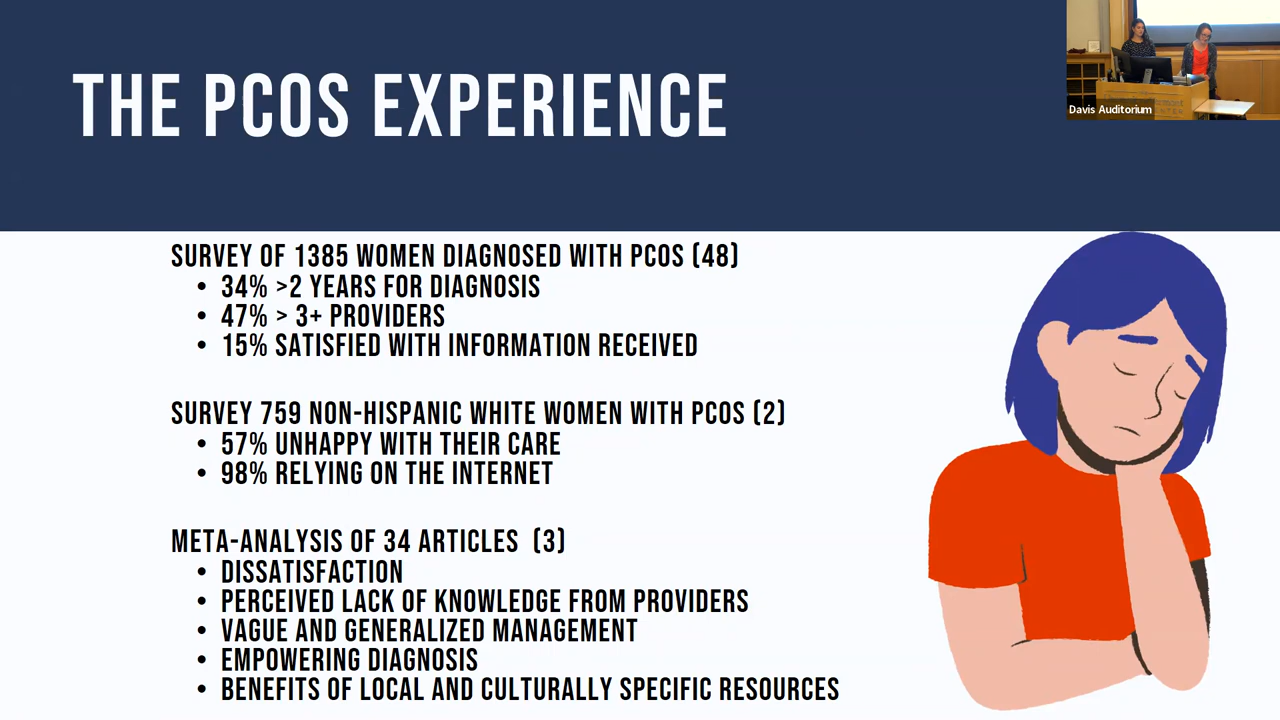 THE PCOS EXPERIENCE
Davis Auditorium
SURVEY OF 1385 WOMEN DIAGNOSED WITH PCOS (48)
• 34% >2 YEARS FOR DIAGNOSIS
• 47% > 3+ PROVIDERS
• 15% SATISFIED WITH INFORMATION RECEIVED
SURVEY 759 NON-HISPANIC WHITE WOMEN WITH PCOS (2)
• 57% UNHAPPY WITH THEIR CARE
• 98% RELYING ON THE INTERNET
META-ANALYSIS OF 34 ARTICLES (3)
• DISSATISFACTION
• PERCEIVED LACK OF KNOWLEDGE FROM PROVIDERS
• VAGUE AND GENERALIZED MANAGEMENT
• EMPOWERING DIAGNOSIS
• BENEFITS OF LOCAL AND CULTURALLY SPECIFIC RESOURCES